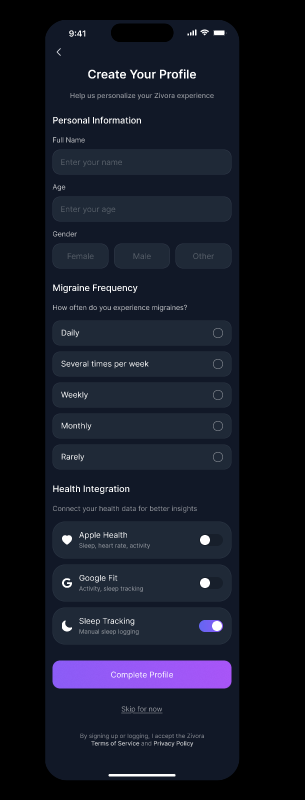 9:41
Create Your Profile
Help us personalize your Zivora experience
Personal Information
Full Name
Enter your name
Age
Enter your age
Gender
Female Male Other
Migraine Frequency
How often do you experience migraines?
Daily
Several times per week
Weekly
Monthly
Rarely
Health Integration
Connect your health data for better insights
Apple Health
Sleep, heart rate, activity
Google Fit
Activity, sleep tracking
Sleep Tracking
Manual sleep logging
Complete Profile
Skip for now
By signing up or logging, I accept the Zivora
Terms of Service and Privacy Policy